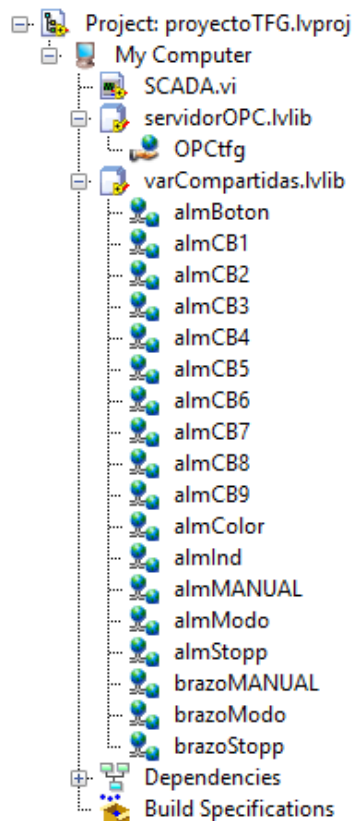 Project: proyectoTFG.lvproj
My Computer
SCADA.vi
servidorOPC.lvlib
OPCtfg
varCompartidas.lvlib
almBoton
almCB1
almCB2
almCB3
almCB4
almCB5
almCB6
almCB7
almCB8
almCB9
almColor
almInd
almMANUAL
almModo
almStopp
brazoMANUAL
brazoModo
brazoStopp
Dependencies
Build Specifications